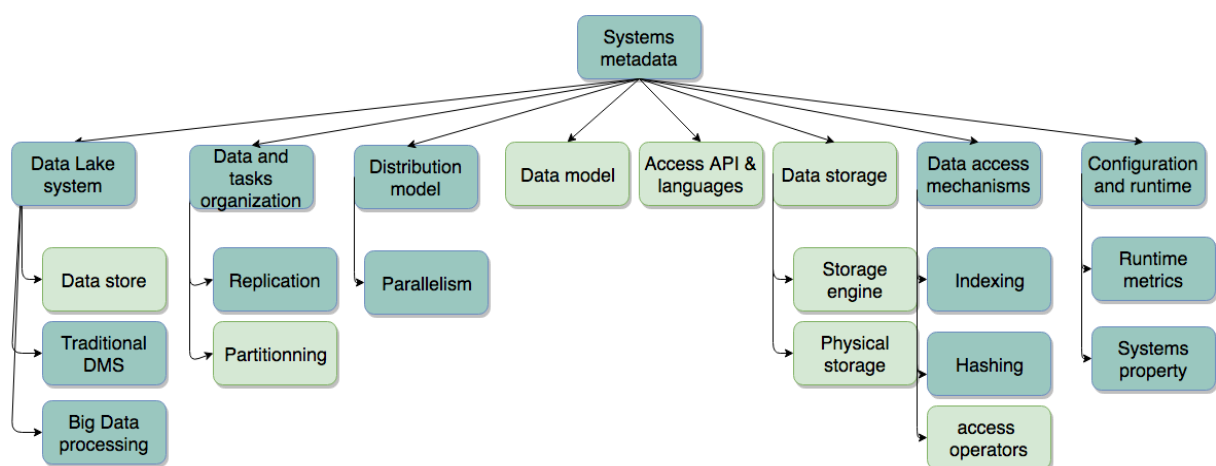 Systems
metadata
Data Lake
system
Data and
tasks
organization
Distribution
model
Data model
Access API &
languages
Data storage
Data access
mechanisms
Configuration
and runtime
Data store
Traditional
DMS
Big Data
processing
Replication
Partitionning
Parallelism
Storage
engine
Physical
storage
Indexing
Hashing
access
operators
Runtime
metrics
Systems
property